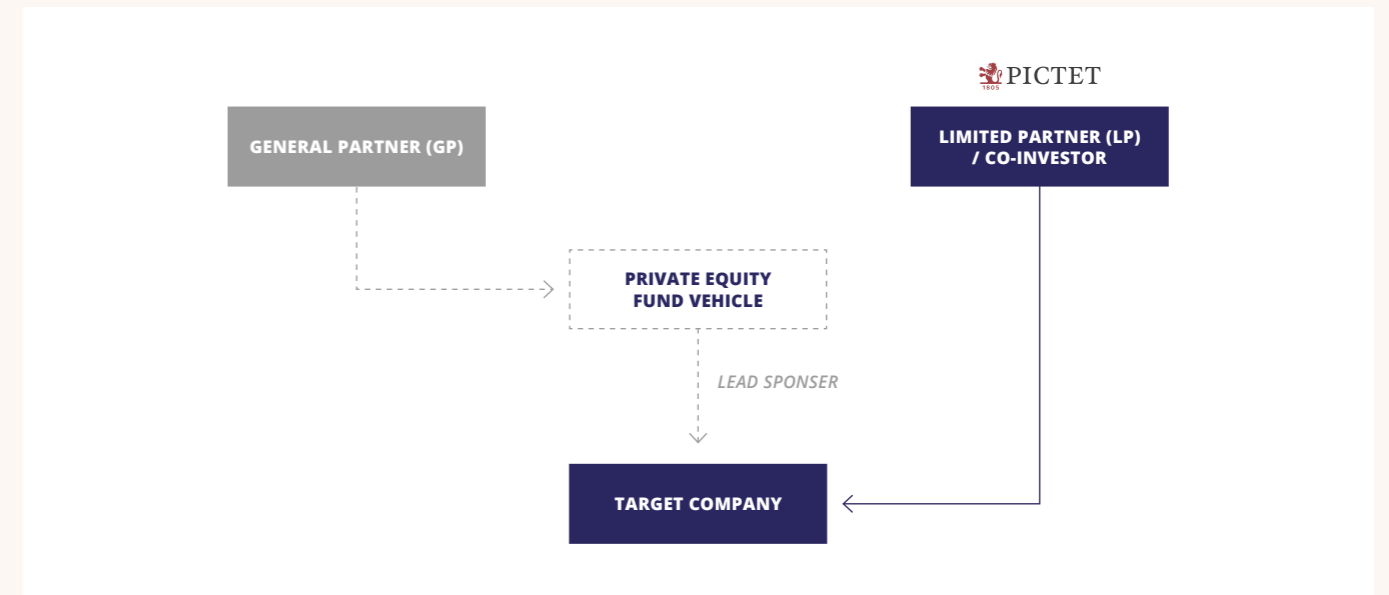 PICTET
1805
GENERAL PARTNER (GP)
LIMITED PARTNER (LP)
/ CO-INVESTOR
PRIVATE EQUITY
FUND VEHICLE
LEAD SPONSER
TARGET COMPANY